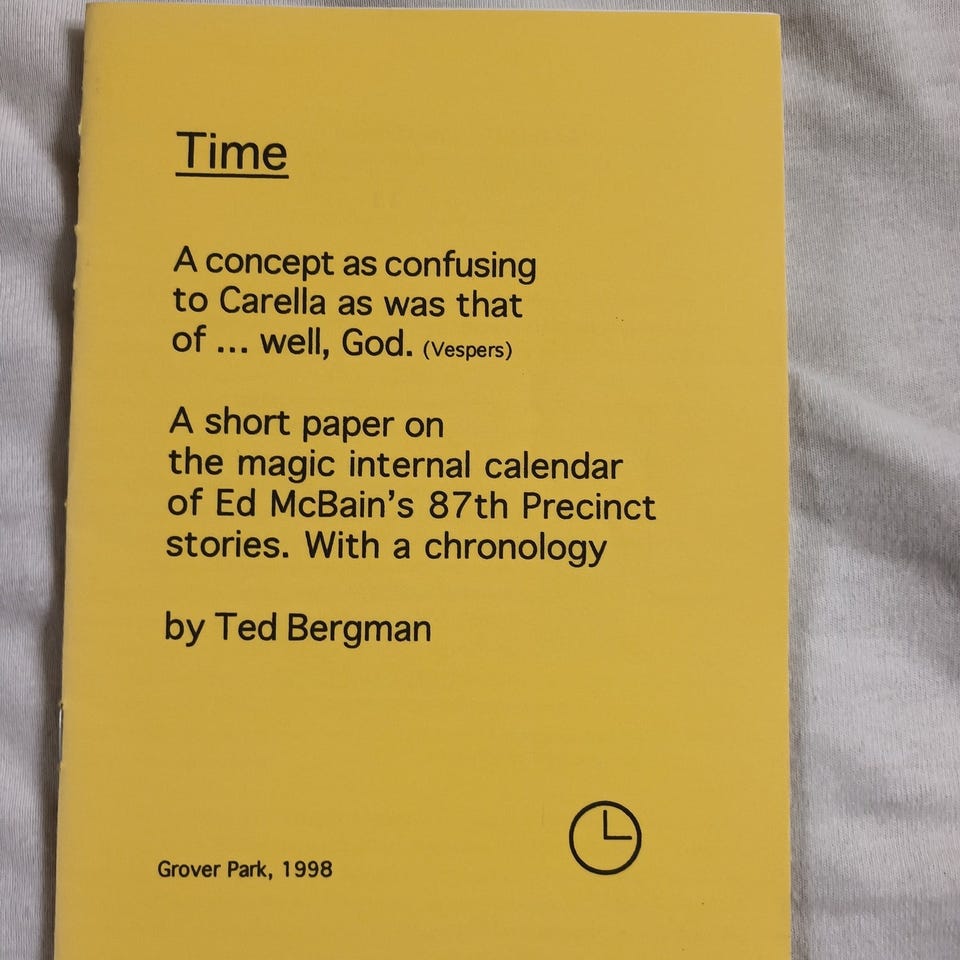 Time
A concept as confusing
to Carella as was that
of ... well, God. (Vespers)
A short paper on
the magic internal calendar
of Ed McBain's 87th Precinct
stories. With a chronology
by Ted Bergman
Grover Park, 1998